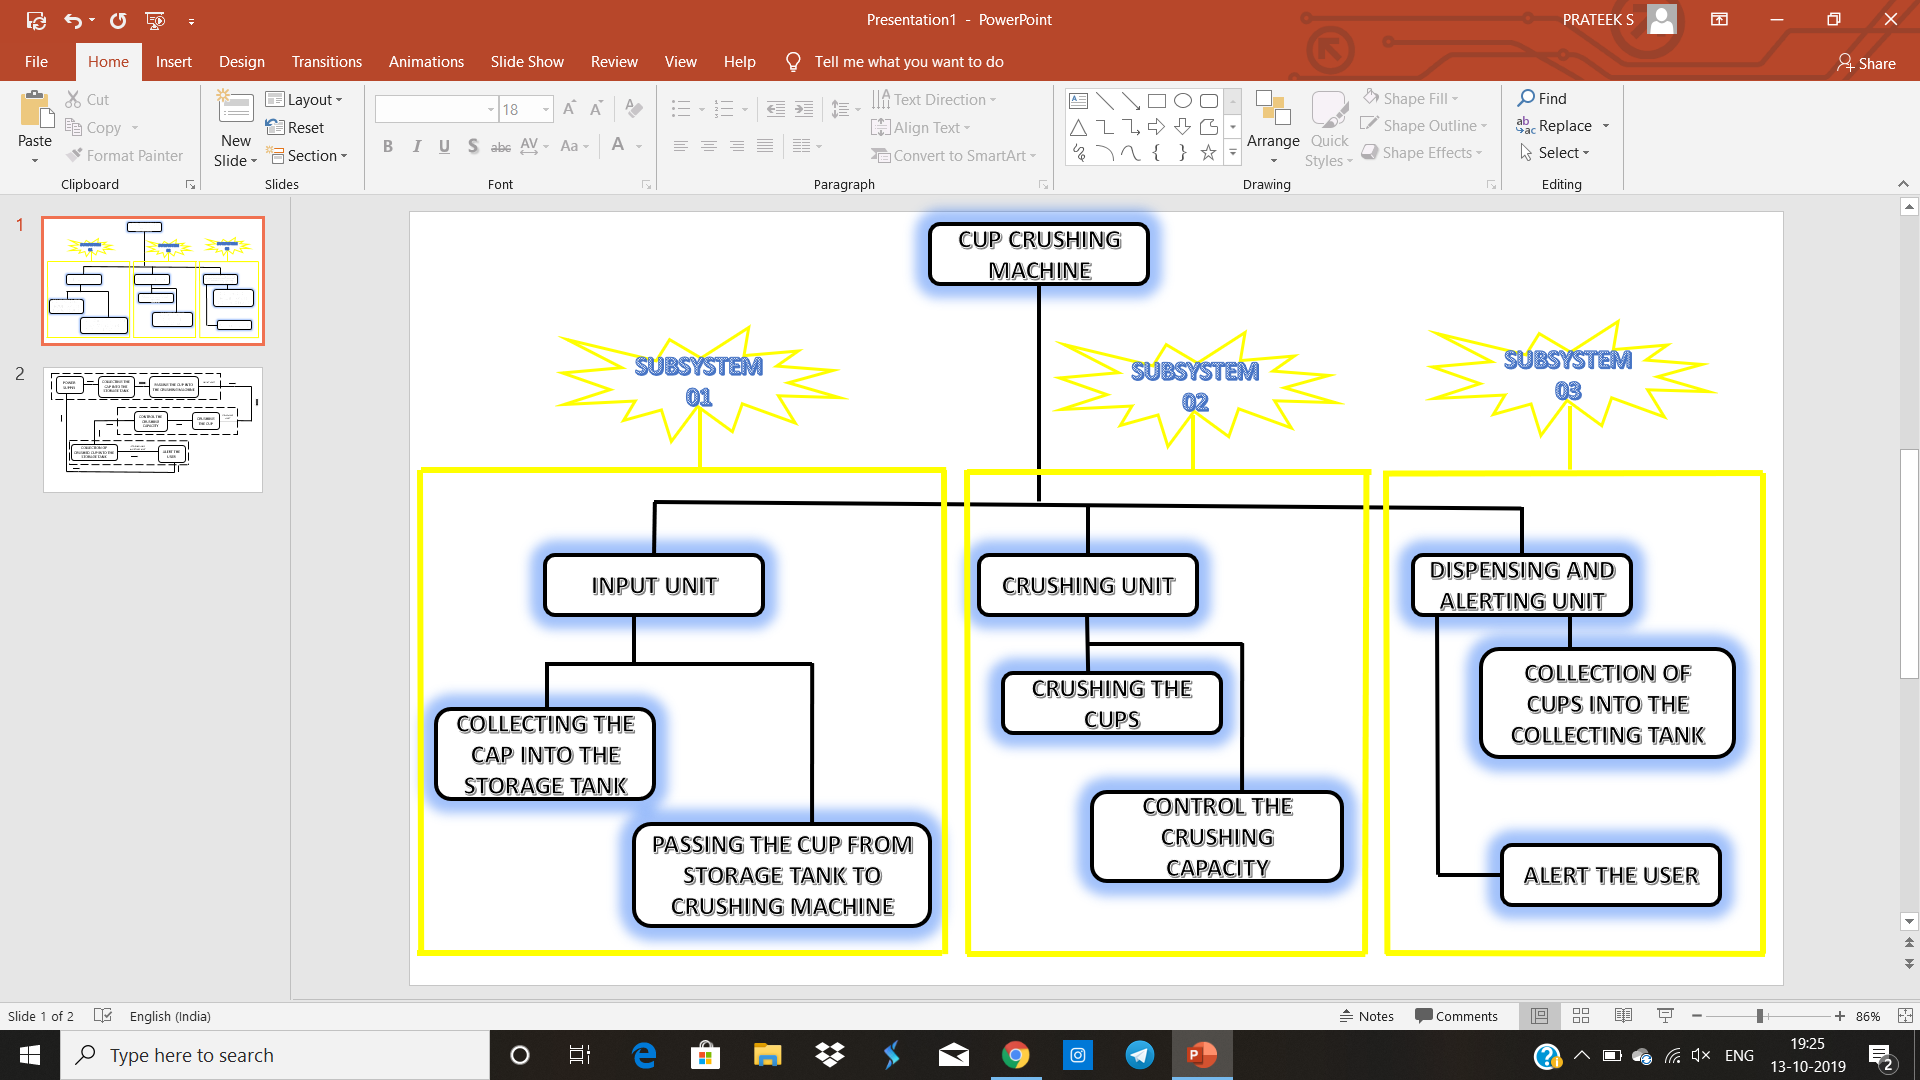 Presentation1 - PowerPoint
PRATEEK S
File Home Insert Design Transitions Animations Slide Show Review View Help Tell me what you want to do
Share
Paste
Cut
Copy
Format Painter
Clipboard
New
Slide
Layout
Reset
Section
Slides
18
B I U S abc AV Aa A
Font
Text Direction
Align Text
Convert to SmartArt
Paragraph
Arrange
Quick
Styles
Shape Fill
Shape Outline
Shape Effects
Drawing
Find
Replace
Select
Editing
1
2
CUP CRUSHING
MACHINE
SUBSYSTEM
01
SUBSYSTEM
02
SUBSYSTEM
03
INPUT UNIT
CRUSHING UNIT
DISPENSING AND
ALERTING UNIT
COLLECTING THE
CAP INTO THE
STORAGE TANK
PASSING THE CUP FROM
STORAGE TANK TO
CRUSHING MACHINE
CRUSHING THE
CUPS
CONTROL THE
CRUSHING
CAPACITY
COLLECTION OF
CUPS INTO THE
COLLECTING TANK
ALERT THE USER
Slide 1 of 2
English (India)
Notes
Comments
86%
Type here to search
ENG
19:25
13-10-2019
2